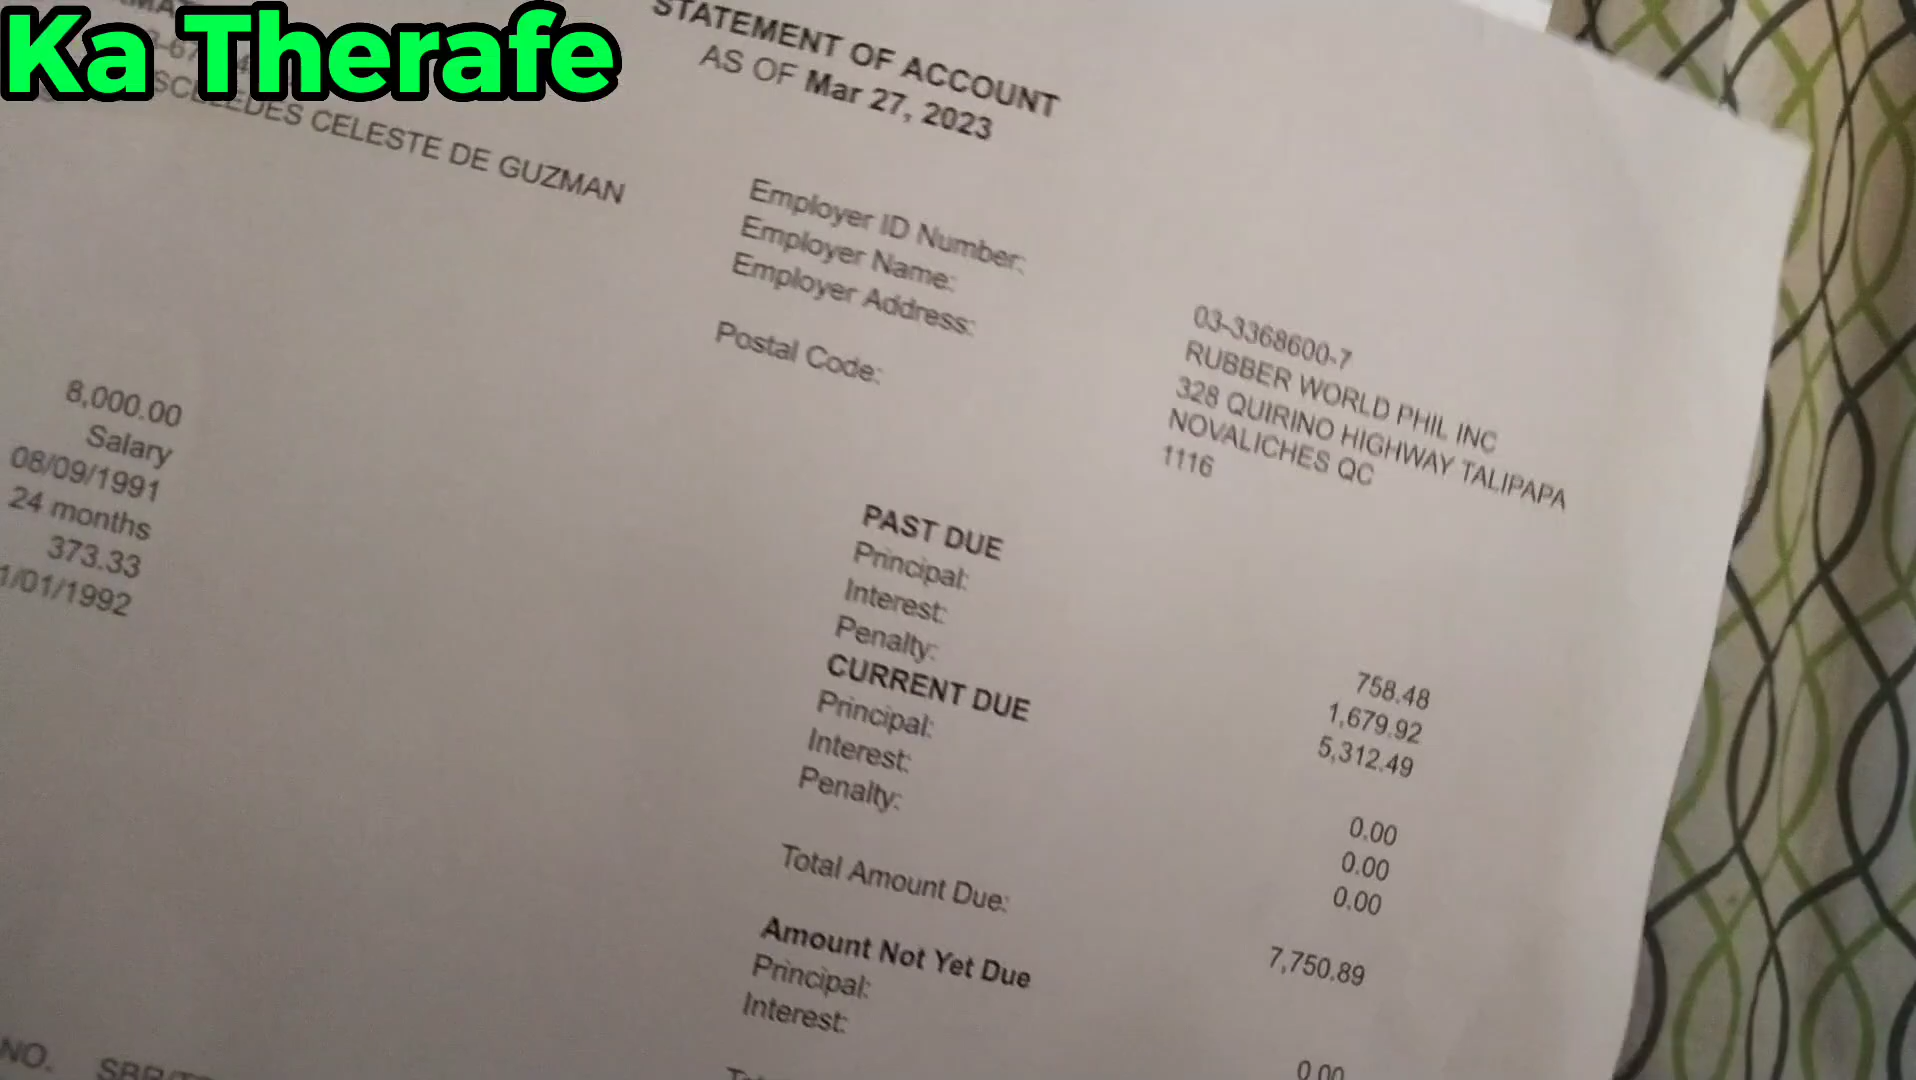 Ka Therafe
STATEMENT OF ACCOUNT
AS OF Mar 27, 2023
CELESTE DE GUZMAN
Employer ID Number:
Employer Name:
Employer Address:
Postal Code:
03-3368600-7
RUBBER WORLD PHIL INC
328 QUIRINO HIGHWAY TALIPAPA
NOVALICHES QC
1116
8,000.00
Salary
08/09/1991
24 months
373.33
1/01/1992
PAST DUE
Principal:
Interest:
Penalty:
758.48
1,679.92
5,312.49
CURRENT DUE
Principal:
Interest:
Penalty:
0.00
0.00
0.00
Total Amount Due:
7,750.89
Amount Not Yet Due
Principal:
Interest:
0.00
NO.